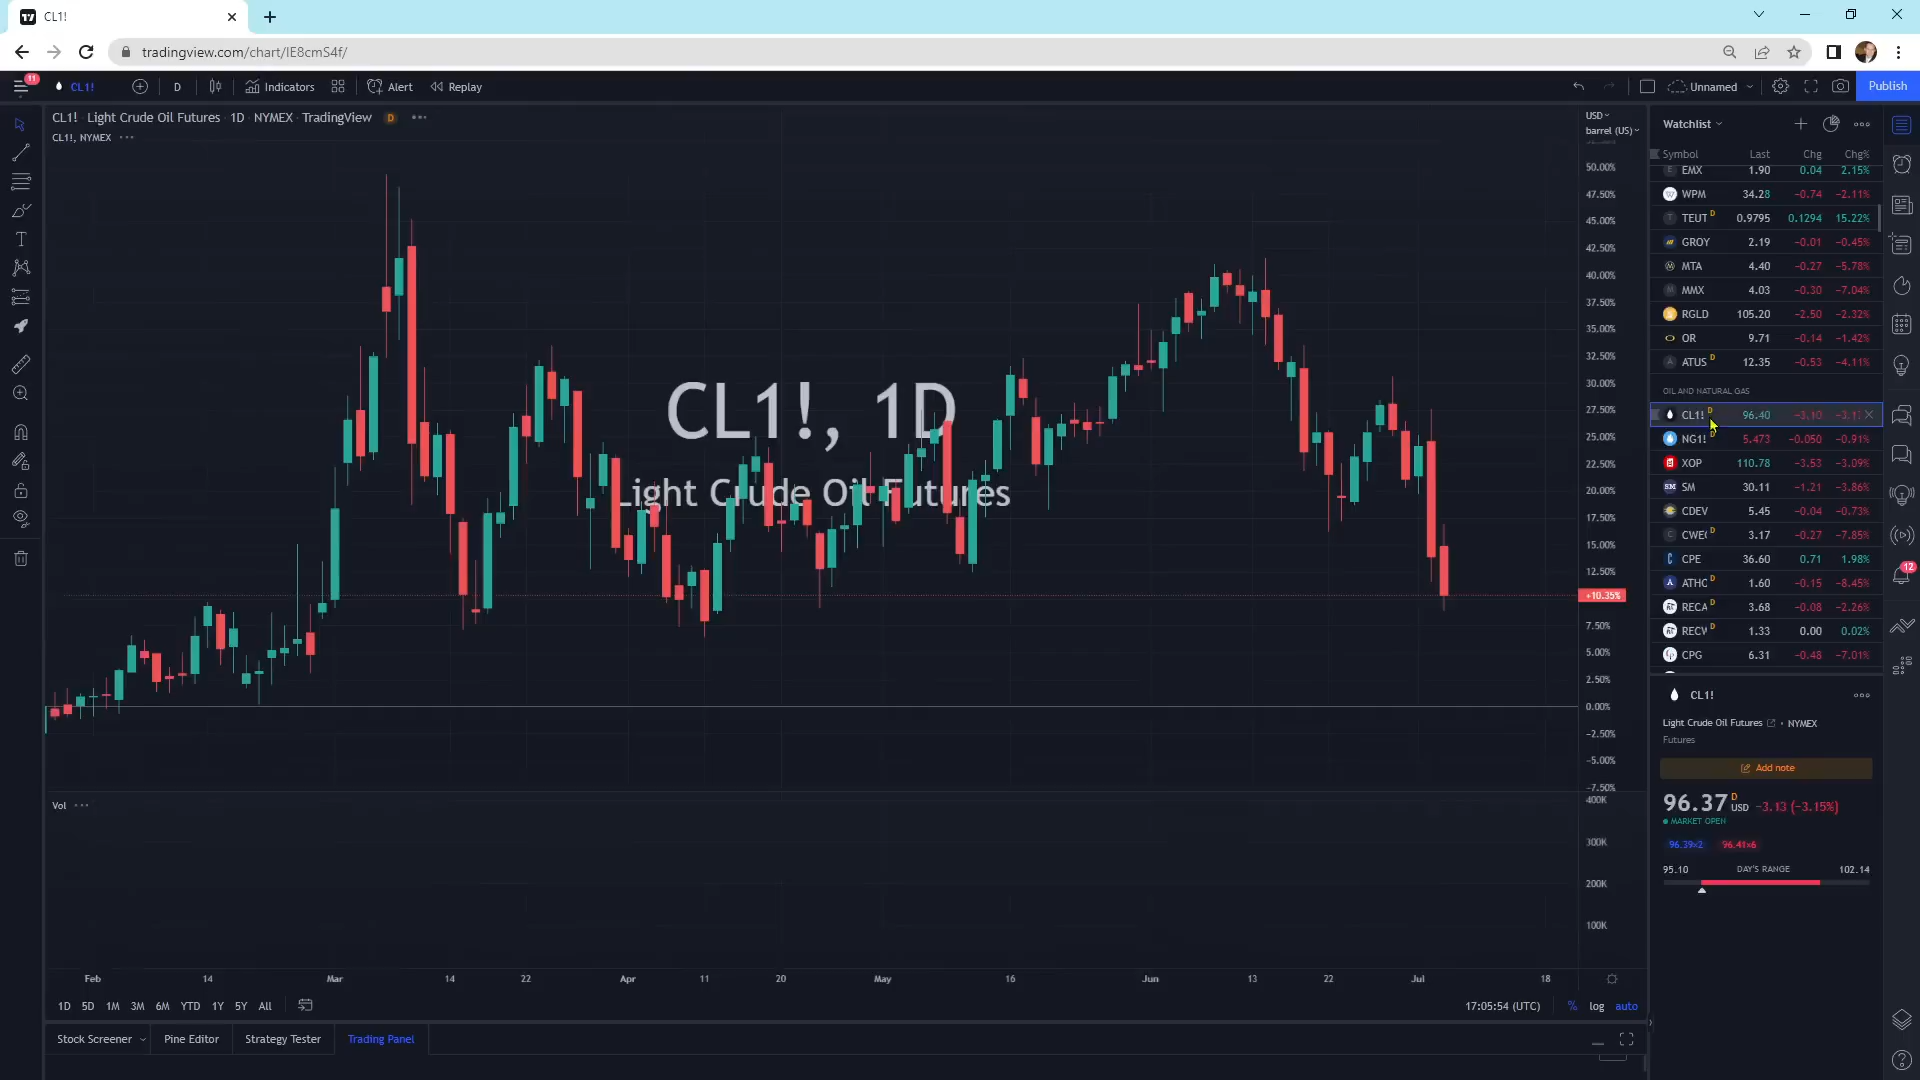 CL1!
tradingview.com/chart/IE8cmS4f/
11
CL1!
D
Indicators
Alert
Replay
Unnamed
Publish
CL1! Light Crude Oil Futures · 1D · NYMEX · TradingView D
CL1!, NYMEX
CL1!, 1D
Light Crude Oil Futures
USD
barrel (US)
50.00%
47.50%
45.00%
42.50%
40.00%
37.50%
35.00%
32.50%
30.00%
27.50%
25.00%
22.50%
20.00%
17.50%
15.00%
12.50%
+10.35%
7.50%
5.00%
2.50%
0.00%
−2.50%
−5.00%
−7.50%
Vol
400K
300K
200K
100K
Feb 14 Mar 14 22 Apr 11 20 May 16 Jun 13 22 Jul 18
1D 5D 1M 3M 6M YTD 1Y 5Y All
17:05:54 (UTC) % log auto
Stock Screener Pine Editor Strategy Tester Trading Panel
Watchlist
Symbol Last Chg Chg%
EMX 1.90 0.04 2.15%
WPM 34.28 −0.74 −2.11%
TEUT D 0.9795 0.1294 15.22%
GROY 2.19 −0.01 −0.45%
MTA 4.40 −0.27 −5.78%
MMX 4.03 −0.30 −7.04%
RGLD 105.20 −2.50 −2.32%
OR 9.71 −0.14 −1.42%
ATUS D 12.35 −0.53 −4.11%
OIL AND NATURAL GAS
CL1! D 96.40 −3.10
NG1! D 5.473 −0.050 −0.91%
XOP 110.78 −3.53 −3.09%
SM 30.11 −1.21 −3.86%
CDEV 5.45 −0.04 −0.73%
CWE D 3.17 −0.27 −7.85%
CPE 36.60 0.71 1.98%
ATHC D 1.60 −0.15 −8.45%
RECA D 3.68 −0.08 −2.26%
RECV D 1.33 0.00 0.02%
CPG 6.31 −0.48 −7.01%
12
CL1!
Light Crude Oil Futures · NYMEX
Futures
Add note
96.37 D USD −3.13 (−3.15%)
MARKET OPEN
96.39×2 96.41×6
95.10 DAY'S RANGE 102.14